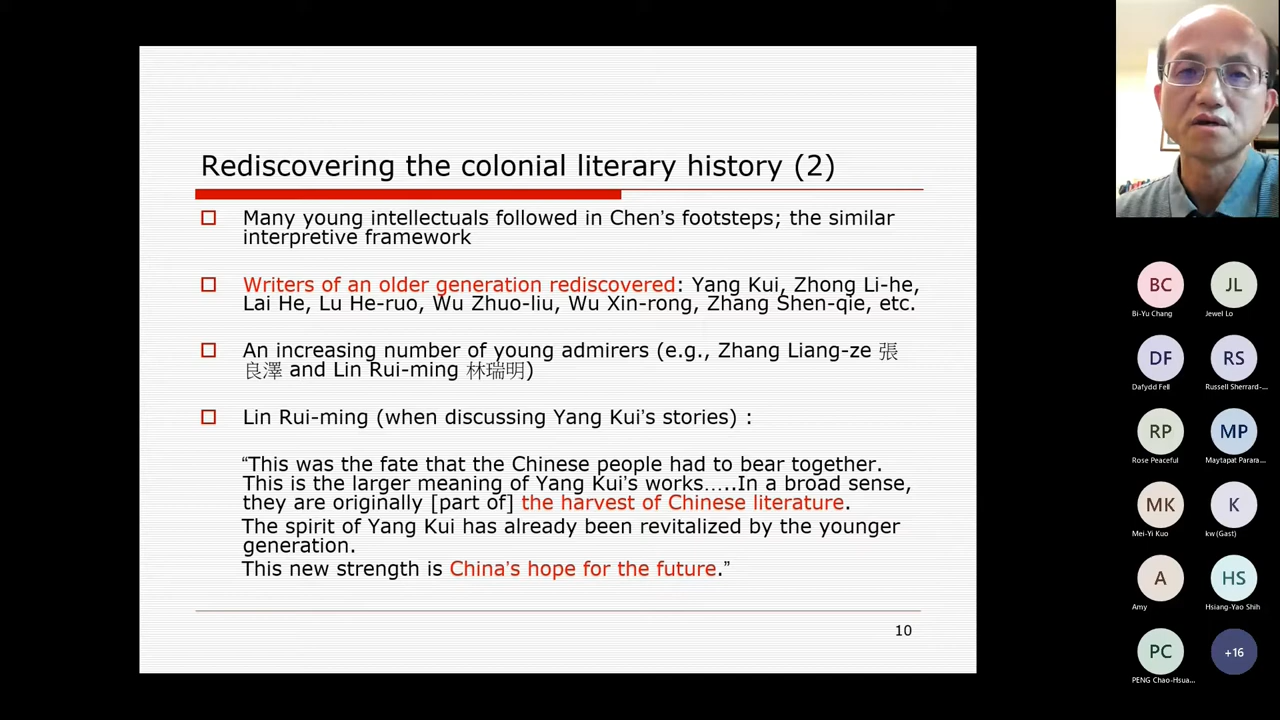 Rediscovering the colonial literary history (2)
Many young intellectuals followed in Chen's footsteps; the similar
interpretive framework
Writers of an older generation rediscovered: Yang Kui, Zhong Li-he,
Lai He, Lu He-ruo, Wu Zhuo-liu, Wu Xin-rong, Zhang Shen-qie, etc.
An increasing number of young admirers (e.g., Zhang Liang-ze 張
良澤 and Lin Rui-ming 林瑞明)
Lin Rui-ming (when discussing Yang Kui's stories) :
“This was the fate that the Chinese people had to bear together.
This is the larger meaning of Yang Kui's works…..In a broad sense,
they are originally [part of] the harvest of Chinese literature.
The spirit of Yang Kui has already been revitalized by the younger
generation.
This new strength is China's hope for the future.”
10
BC
JL
Bi-Yu Chang
Jewel Lo
DF
RS
Dafydd Fell
Russell Sherrard-...
RP
MP
Rose Peaceful
Maytapat Parara...
MK
K
Mei-Yi Kuo
kw (Gast)
A
HS
Amy
Hsiang-Yao Shih
PC
+16
PENG Chao-Hsua...